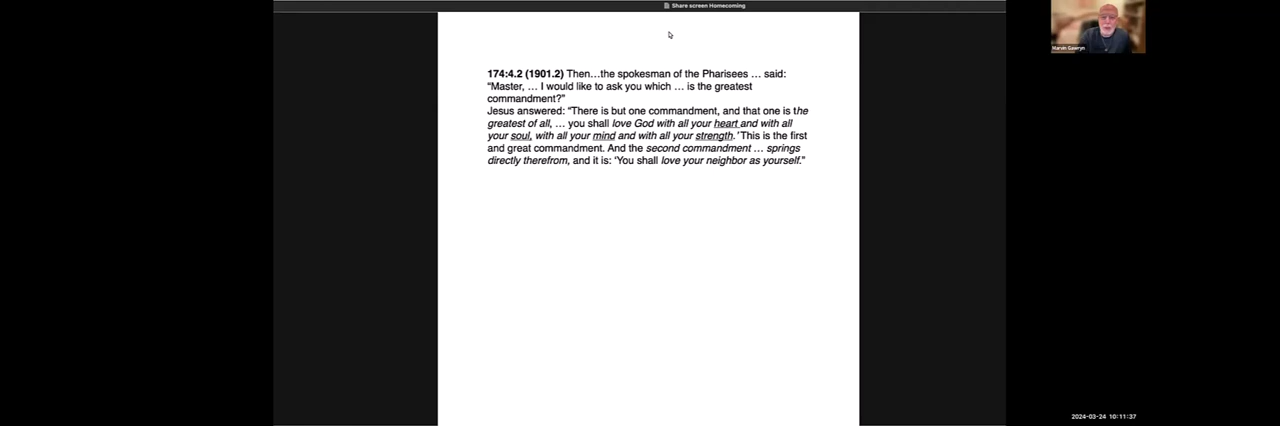 Share screen Homecoming
174:4.2 (1901.2) Then…the spokesman of the Pharisees … said:
“Master, … I would like to ask you which … is the greatest
commandment?”
Jesus answered: “There is but one commandment, and that one is the
greatest of all, … you shall love God with all your heart and with all
your soul, with all your mind and with all your strength.’ This is the first
and great commandment. And the second commandment … springs
directly therefrom, and it is: ‘You shall love your neighbor as yourself.”
Marvin Gawryn
2024-03-24 10:11:37